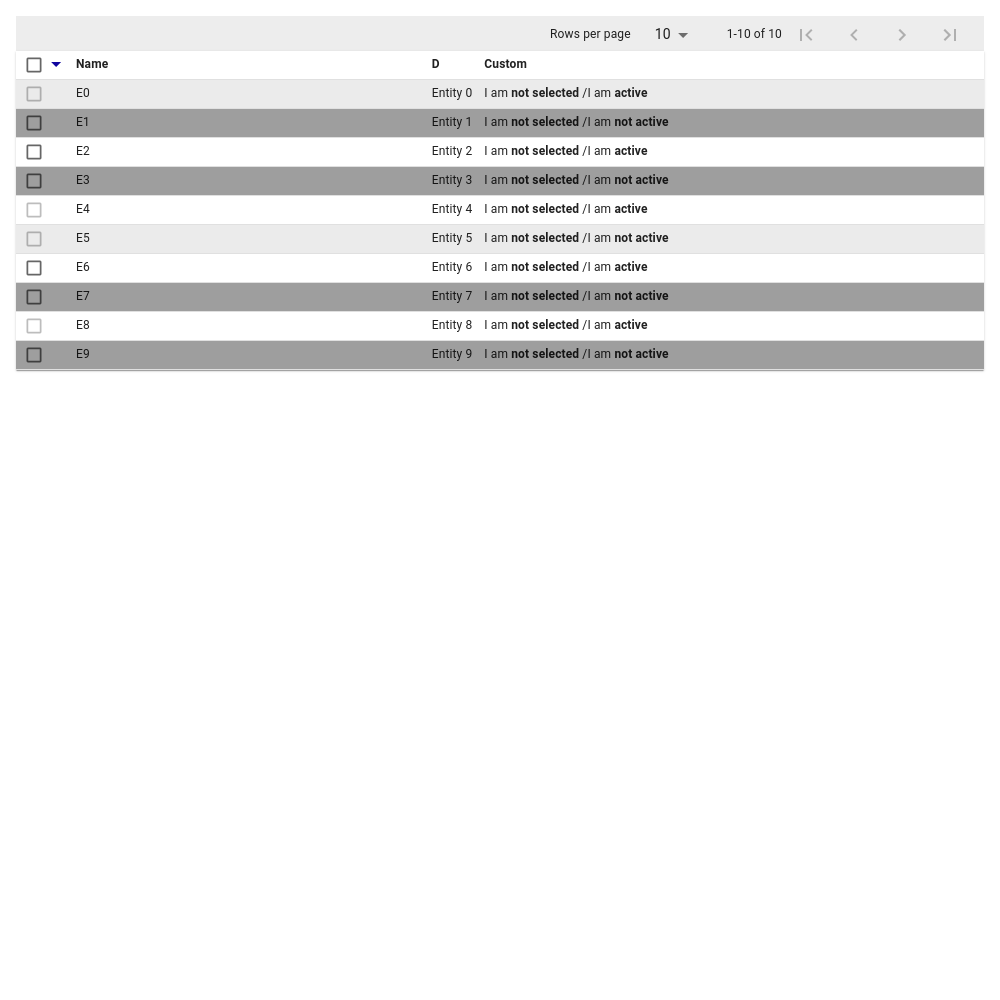 Rows per page 10 1-10 of 10
Name D Custom
E0 Entity 0 I am not selected /I am active
E1 Entity 1 I am not selected /I am not active
E2 Entity 2 I am not selected /I am active
E3 Entity 3 I am not selected /I am not active
E4 Entity 4 I am not selected /I am active
E5 Entity 5 I am not selected /I am not active
E6 Entity 6 I am not selected /I am active
E7 Entity 7 I am not selected /I am not active
E8 Entity 8 I am not selected /I am active
E9 Entity 9 I am not selected /I am not active